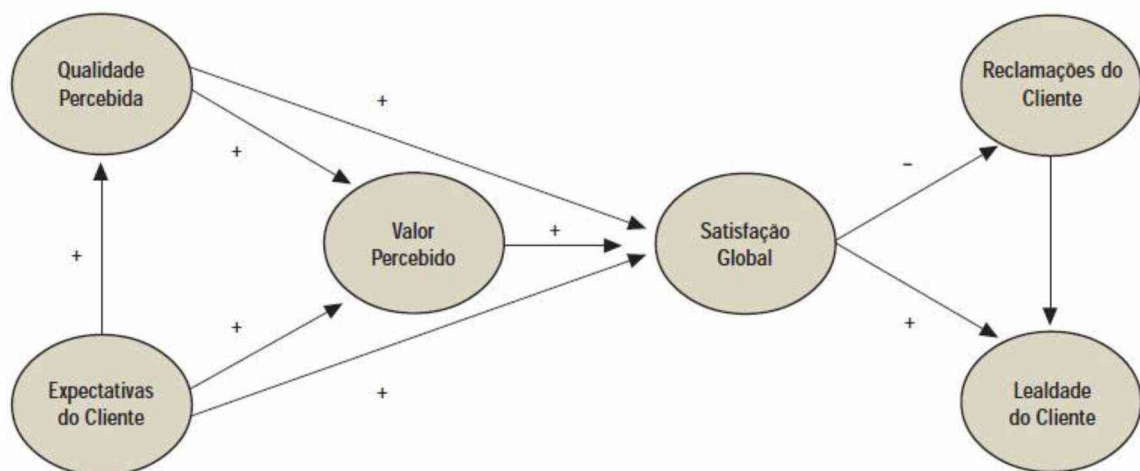 Qualidade
Percebida
Reclamações do
Cliente
+
+
–
Valor
Percebido
+
Satisfação
Global
+
+
+
+
Expectativas
do Cliente
Lealdade
do Cliente